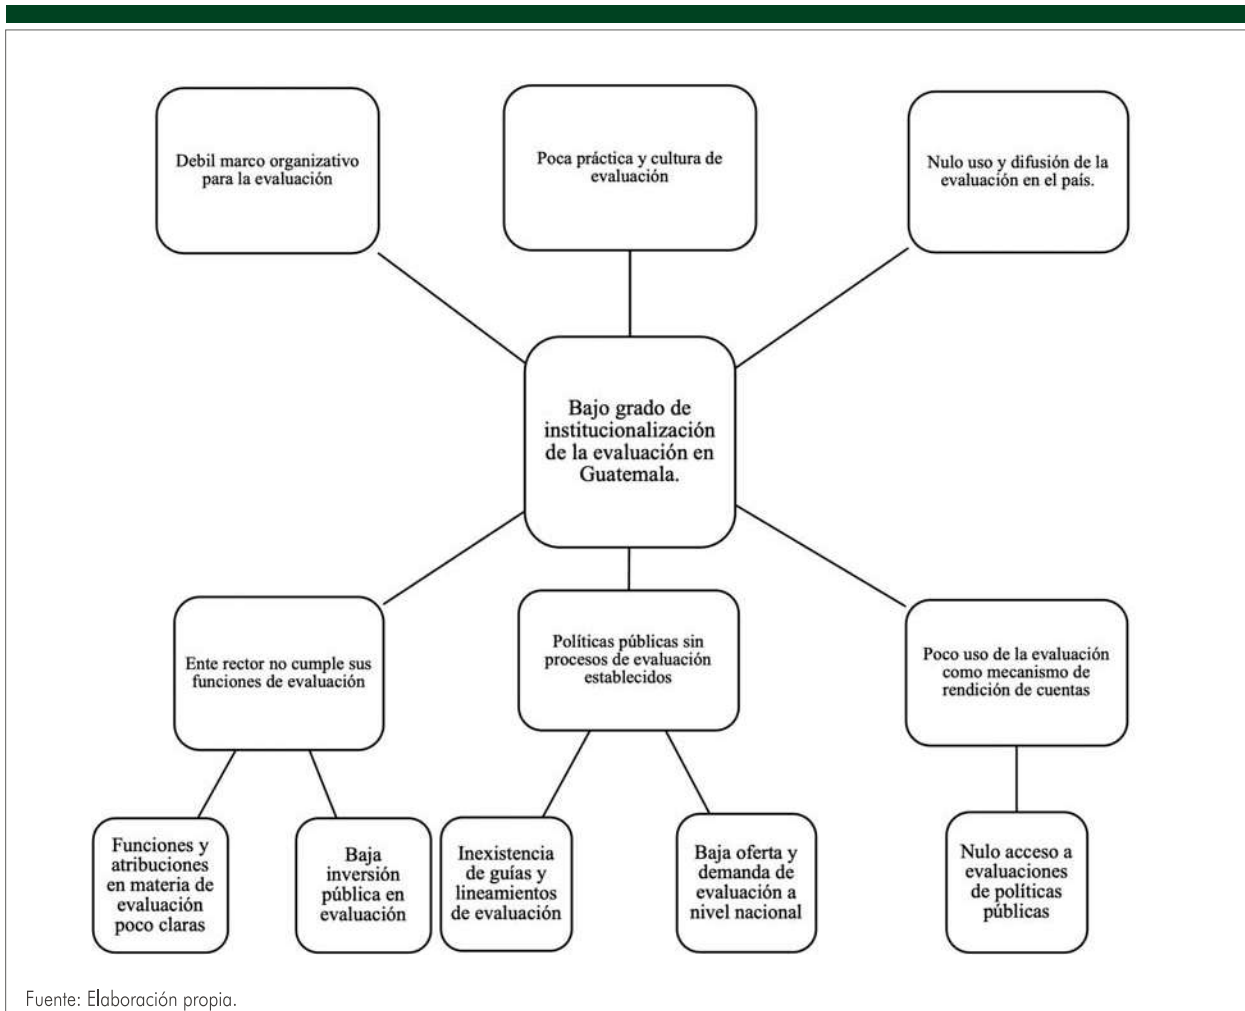 Debil marco organizativo
para la evaluación
Poca práctica y cultura de
evaluación
Nulo uso y difusión de la
evaluación en el país.
Bajo grado de
institucionalización
de la evaluación en
Guatemala.
Ente rector no cumple sus
funciones de evaluación
Políticas públicas sin
procesos de evaluación
establecidos
Poco uso de la evaluación
como mecanismo de
rendición de cuentas
Funciones y
atribuciones
en materia de
evaluación
poco claras
Baja
inversión
pública en
evaluación
Inexistencia
de guías y
lineamientos
de evaluación
Baja oferta y
demanda de
evaluación a
nivel nacional
Nulo acceso a
evaluaciones
de políticas
públicas
Fuente: Elaboración propia.